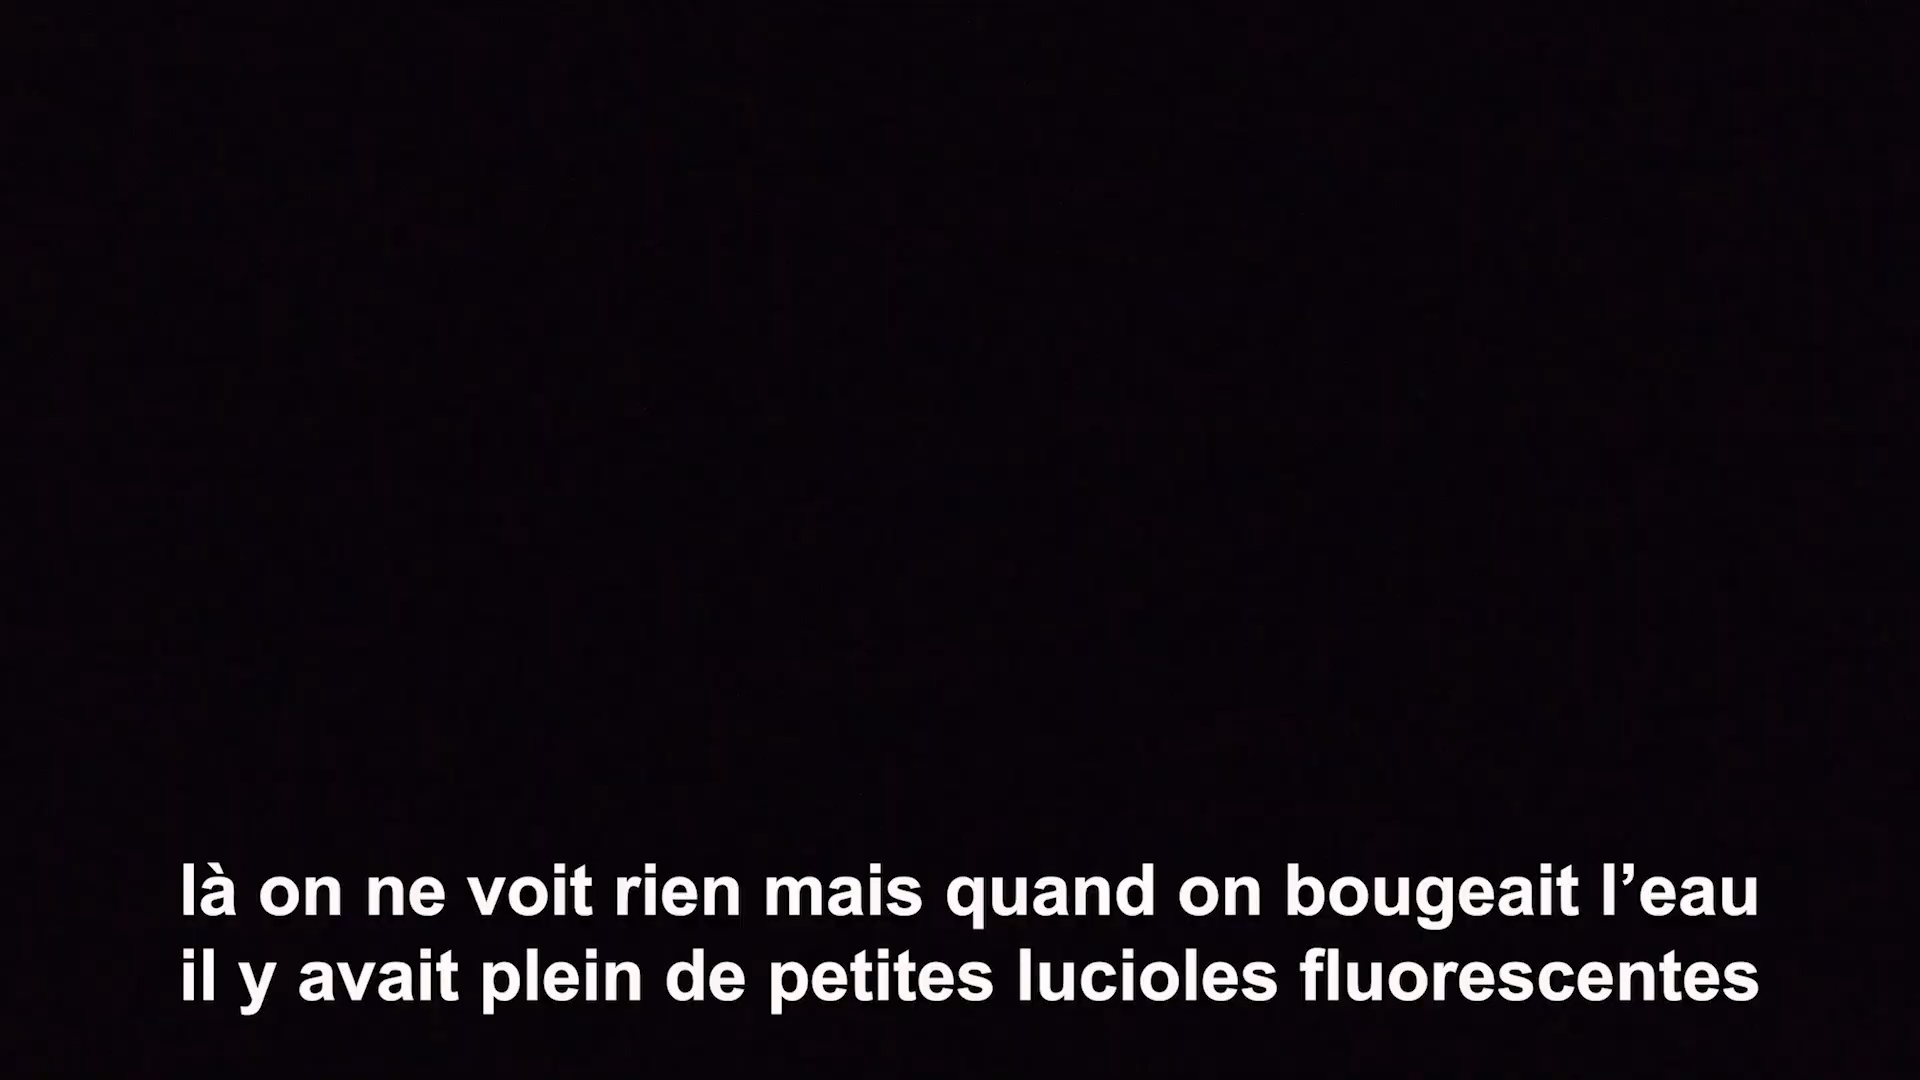 là on ne voit rien mais quand on bougeait l’eau
il y avait plein de petites lucioles fluorescentes